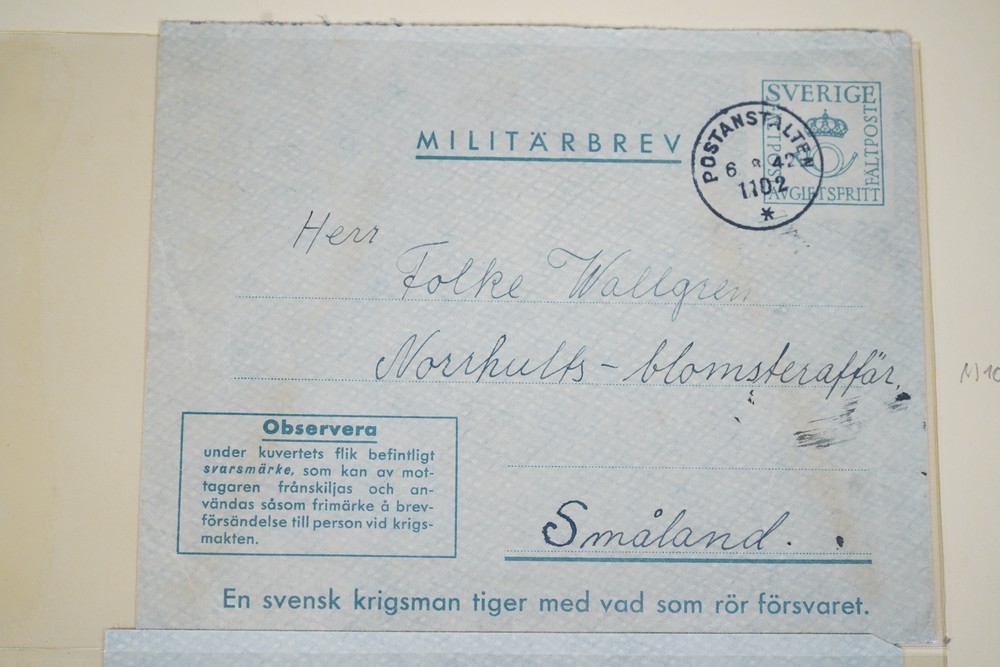 MILITÄRBREV
SVERIGE
FÄLTPOST
FÄLTPOST
AVGIFTSFRITT
POSTANSTALTEN
6 8 42
1102
*
Herr
Folke Wallgren
Norrhults-blomsteraffär,
Småland.
Observera
under kuvertets flik befintligt
svarsmärke, som kan av mot-
tagaren frånskiljas och an-
vändas såsom frimärke å brev-
försändelse till person vid krigs-
makten.
En svensk krigsman tiger med vad som rör försvaret.